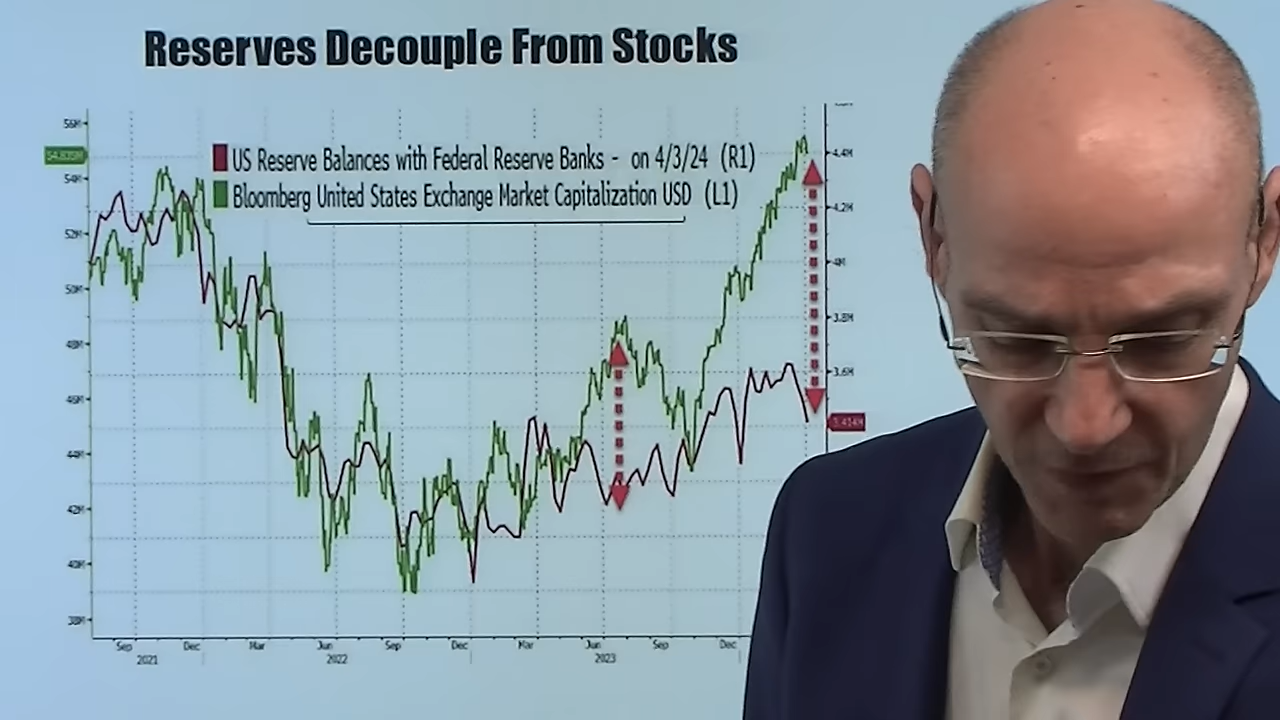 Reserves Decouple From Stocks
56M
54M
52M
50M
48M
46M
44M
42M
40M
38M
US Reserve Balances with Federal Reserve Banks - on 4/3/24 (R1)
Bloomberg United States Exchange Market Capitalization USD (L1)
4.4M
4.2M
4M
3.8M
3.6M
Sep Dec Mar Jun Sep Dec Mar Jun Sep Dec
2021 2022 2023